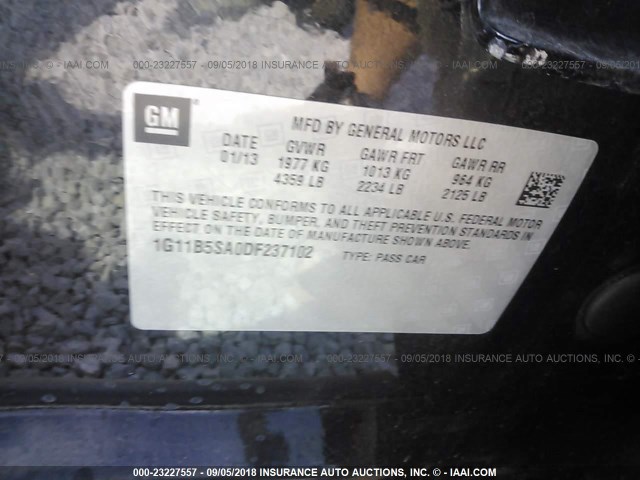 000-23227557 - 09/05/2018 INSURANCE AUTO AUCTIONS, INC. © - IAAI.COM
GM
MFD BY GENERAL MOTORS LLC
DATE GVWR GAWR FRT GAWR RR
01/13 1977 KG 1013 KG 964 KG
4359 LB 2234 LB 2125 LB
THIS VEHICLE CONFORMS TO ALL APPLICABLE U.S. FEDERAL MOTOR
VEHICLE SAFETY, BUMPER, AND THEFT PREVENTION STANDARDS IN
EFFECT ON THE DATE OF MANUFACTURE SHOWN ABOVE.
1G11B5SA0DF237102 TYPE: PASS CAR
000-23227557 - 09/05/2018 INSURANCE AUTO AUCTIONS, INC. © - IAAI.COM
000-23227557 - 09/05/2018 INSURANCE AUTO AUCTIONS, INC. © - IAAI.COM